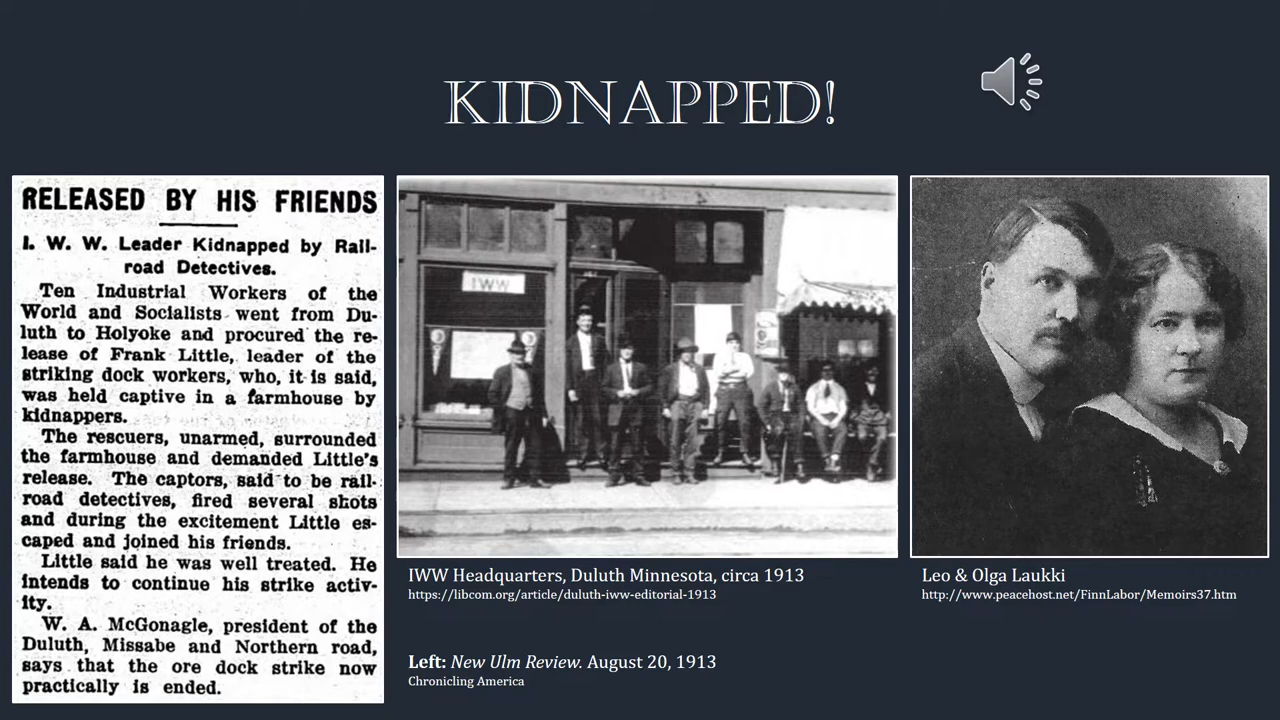 KIDNAPPED!
RELEASED BY HIS FRIENDS
I. W. W. Leader Kidnapped by Rail-
road Detectives.
Ten Industrial Workers of the
World and Socialists went from Du-
luth to Holyoke and procured the re-
lease of Frank Little, leader of the
striking dock workers, who, it is said,
was held captive in a farmhouse by
kidnappers.
The rescuers, unarmed, surrounded
the farmhouse and demanded Little's
release. The captors, said to be rail-
road detectives, fired several shots
and during the excitement Little es-
caped and joined his friends.
Little said he was well treated. He
intends to continue his strike activ-
ity.
W. A. McGonagle, president of the
Duluth, Missabe and Northern road,
says that the ore dock strike now
practically is ended.
IWW
IWW Headquarters, Duluth Minnesota, circa 1913
https://libcom.org/article/duluth-iww-editorial-1913
Left: New Ulm Review. August 20, 1913
Chronicling America
Leo & Olga Laukki
http://www.peacehost.net/FinnLabor/Memoirs37.htm